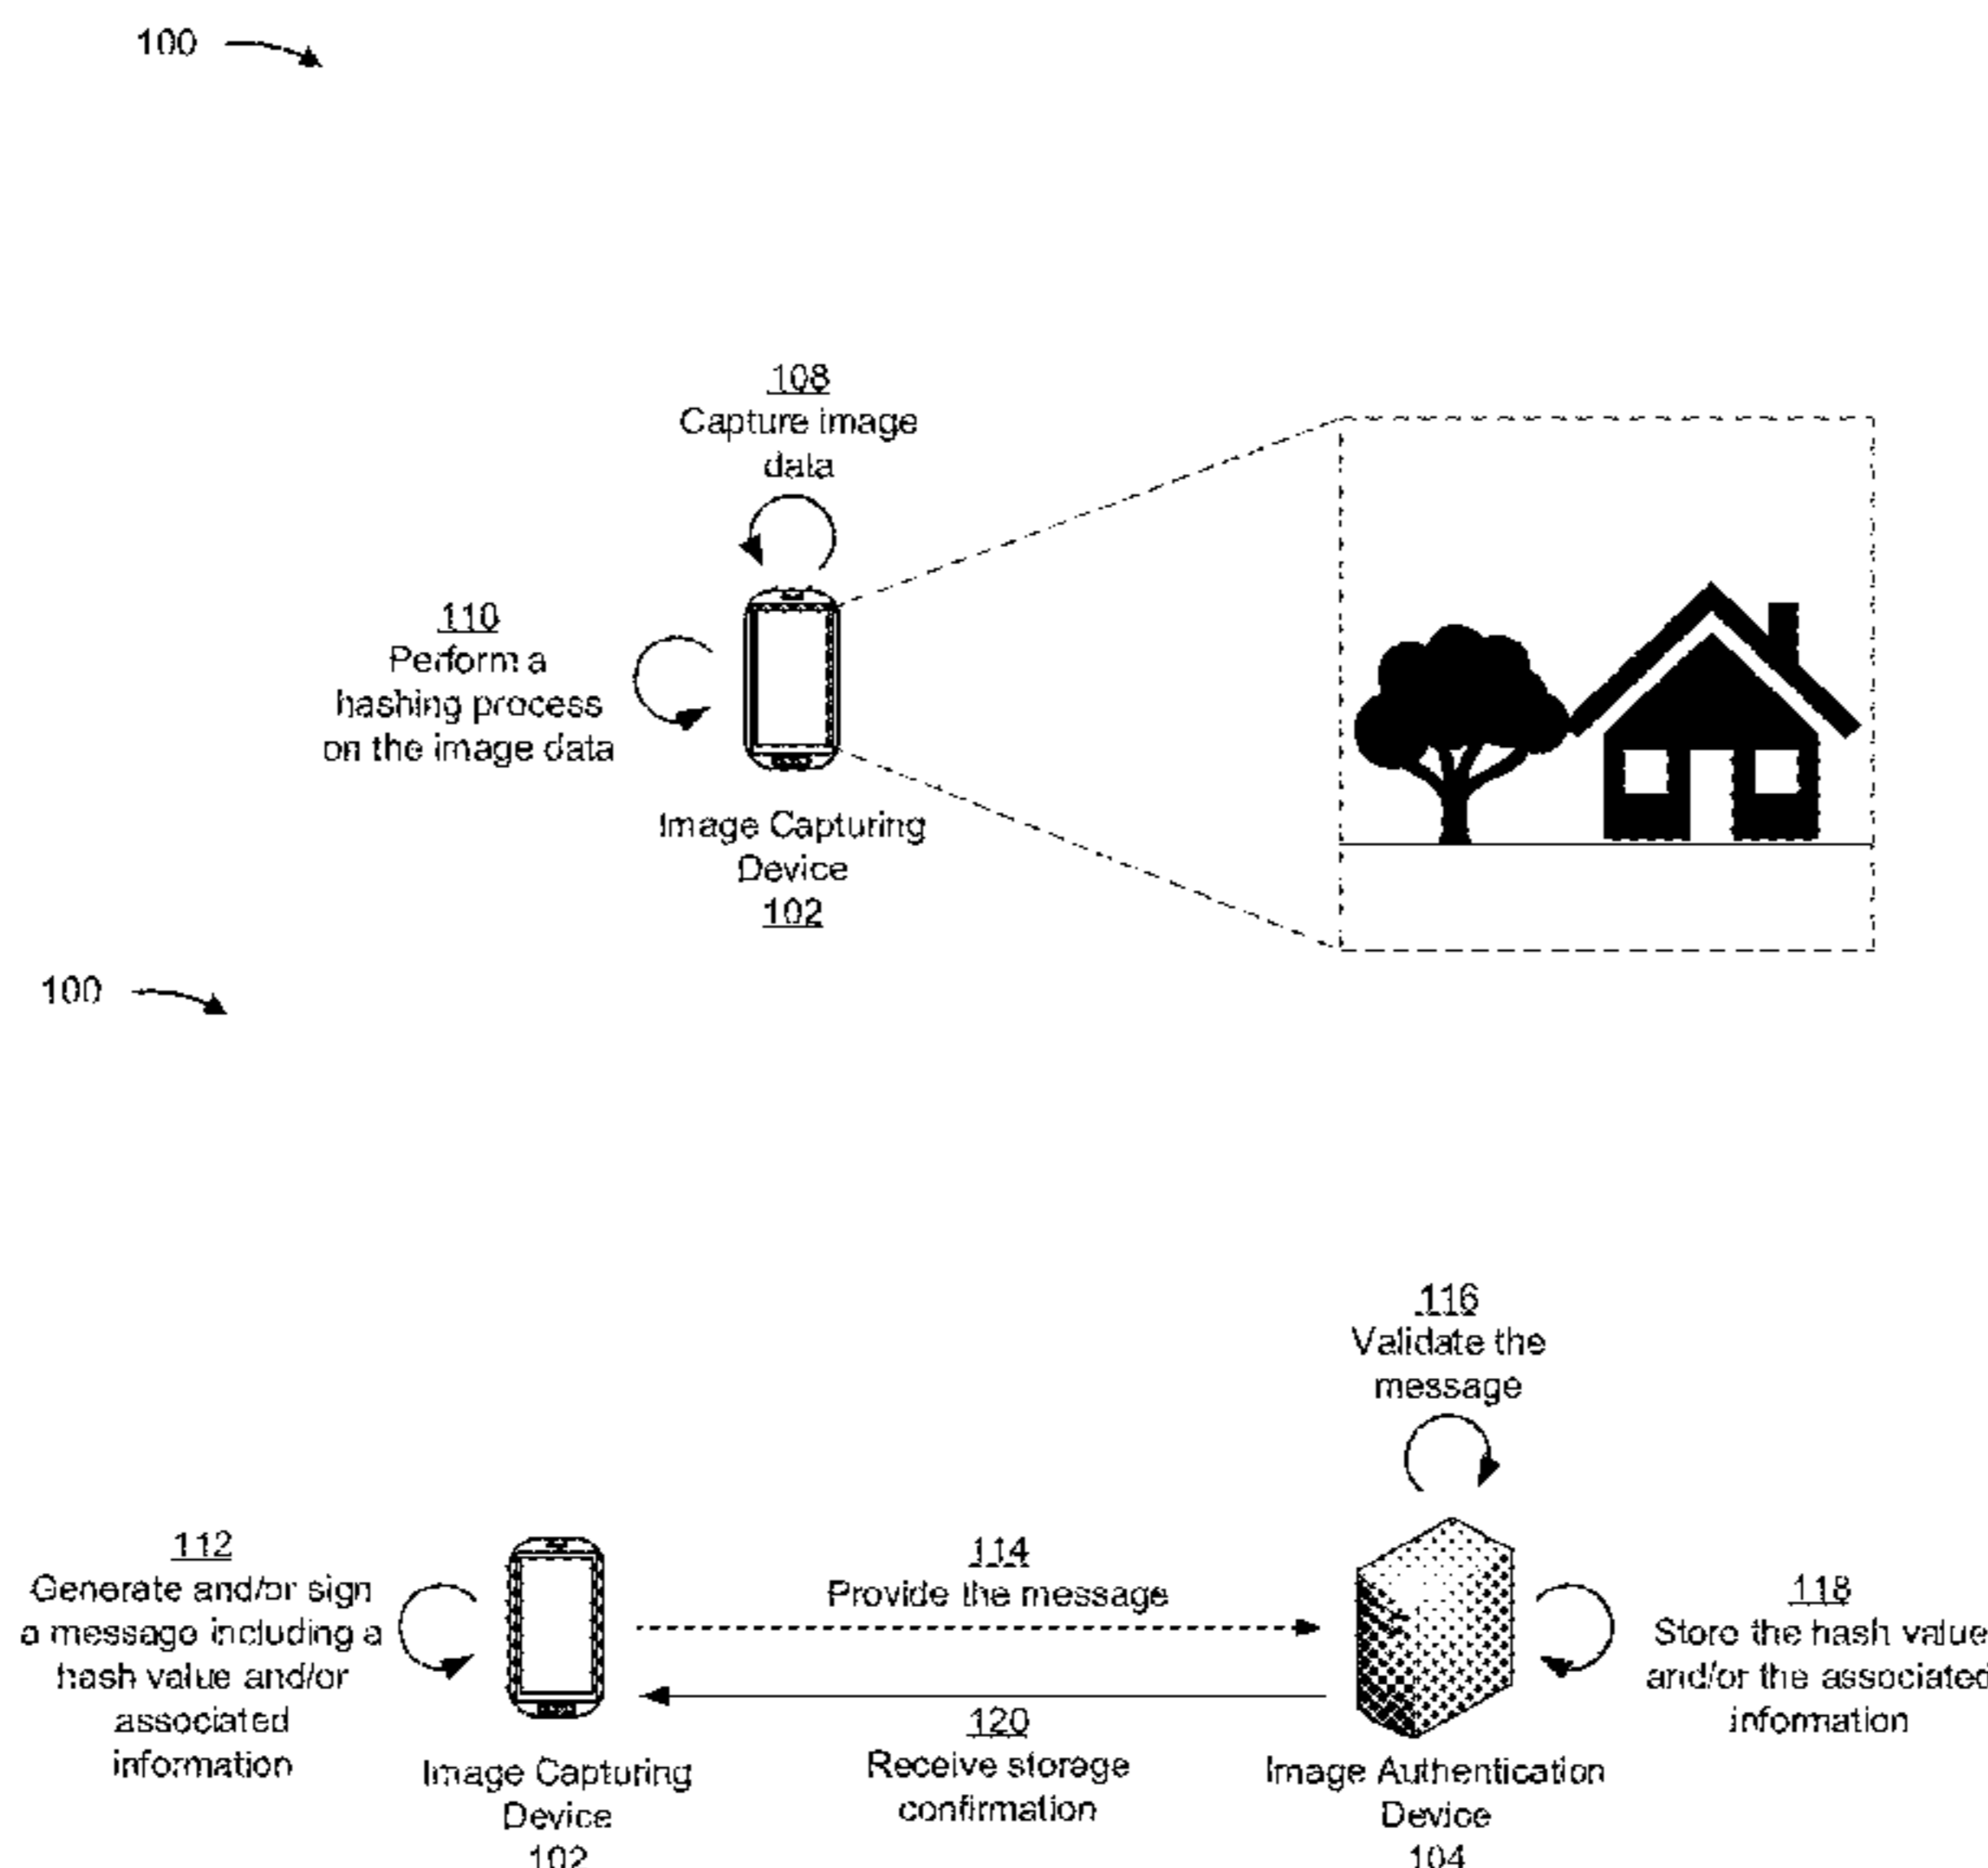 100
108
Capture image
data
110
Perform a
hashing process
on the image data
Image Capturing
Device
102
100
116
Validate the
message
112
Generate and/or sign
a message including a
hash value and/or
associated
information
114
Provide the message
118
Store the hash value
and/or the associated
information
120
Receive storage
confirmation
Image Capturing
Device
102
Image Authentication
Device
104